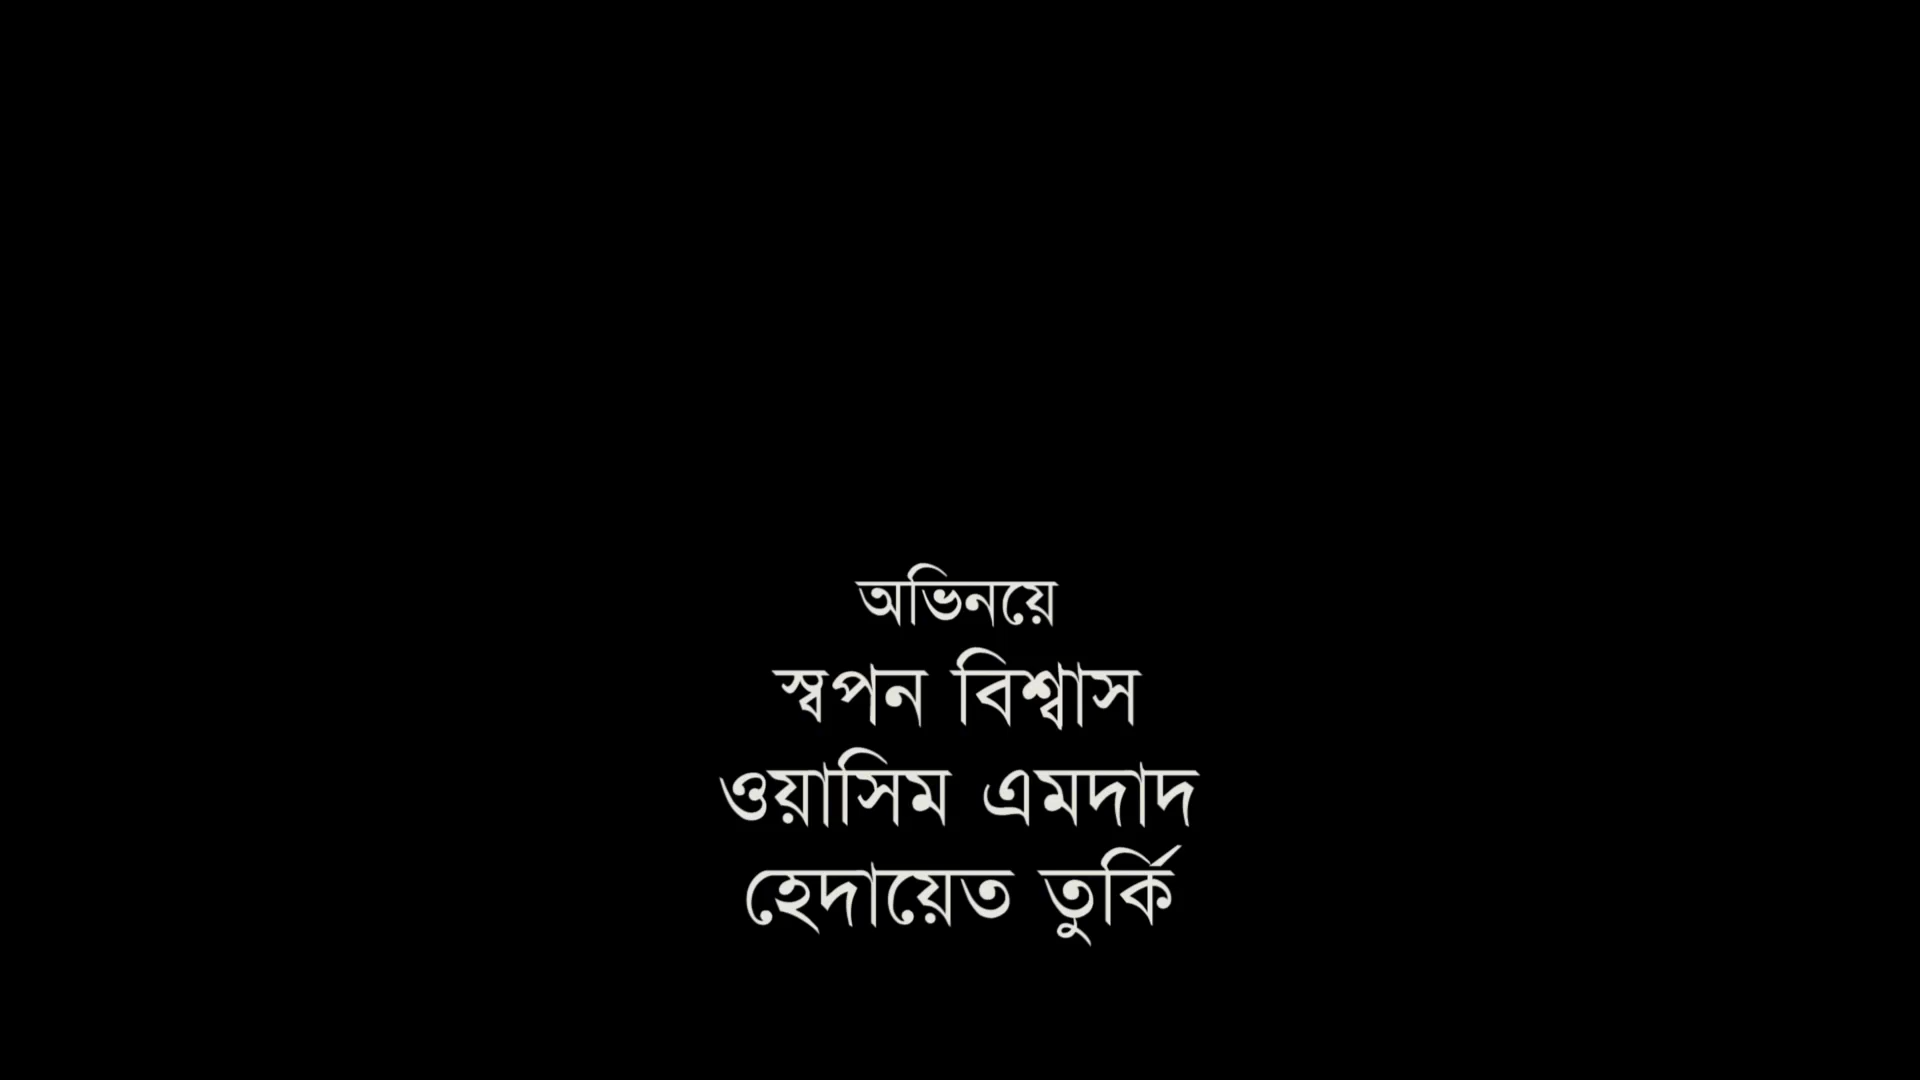 অভিনয়ে
স্বপন বিশ্বাস
ওয়াসিম এমদাদ
হেদায়েত তুর্কি